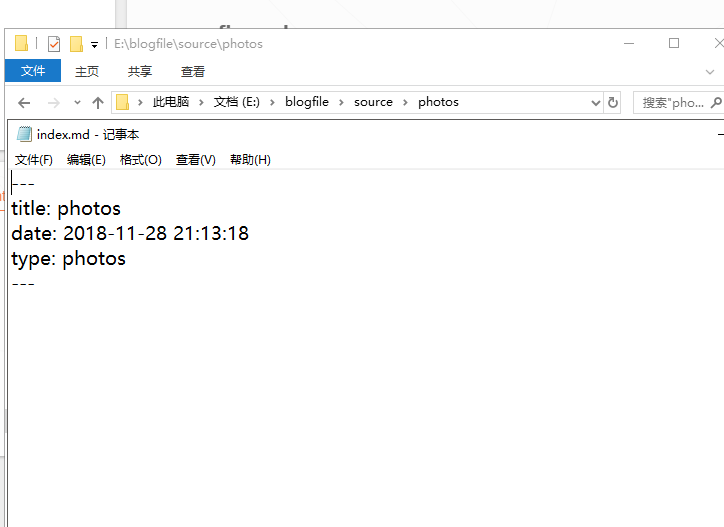 E:\blogfile\source\photos
文件 主页 共享 查看
此电脑 文档 (E:) blogfile source photos 搜索"pho...
index.md - 记事本
文件(F) 编辑(E) 格式(O) 查看(V) 帮助(H)
---
title: photos
date: 2018-11-28 21:13:18
type: photos
---